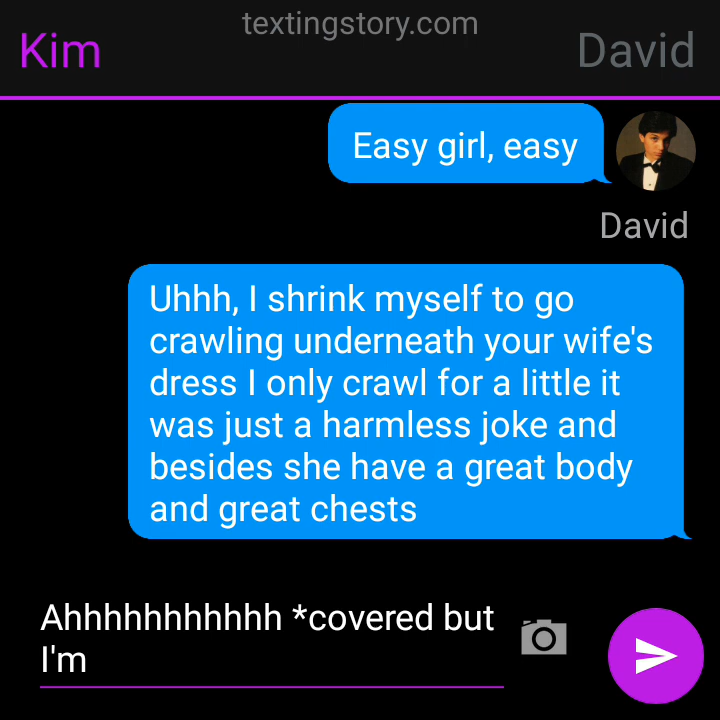 textingstory.com
Kim
David
Easy girl, easy
David
Uhhh, I shrink myself to go
crawling underneath your wife's
dress I only crawl for a little it
was just a harmless joke and
besides she have a great body
and great chests
Ahhhhhhhhhhh *covered but
I'm